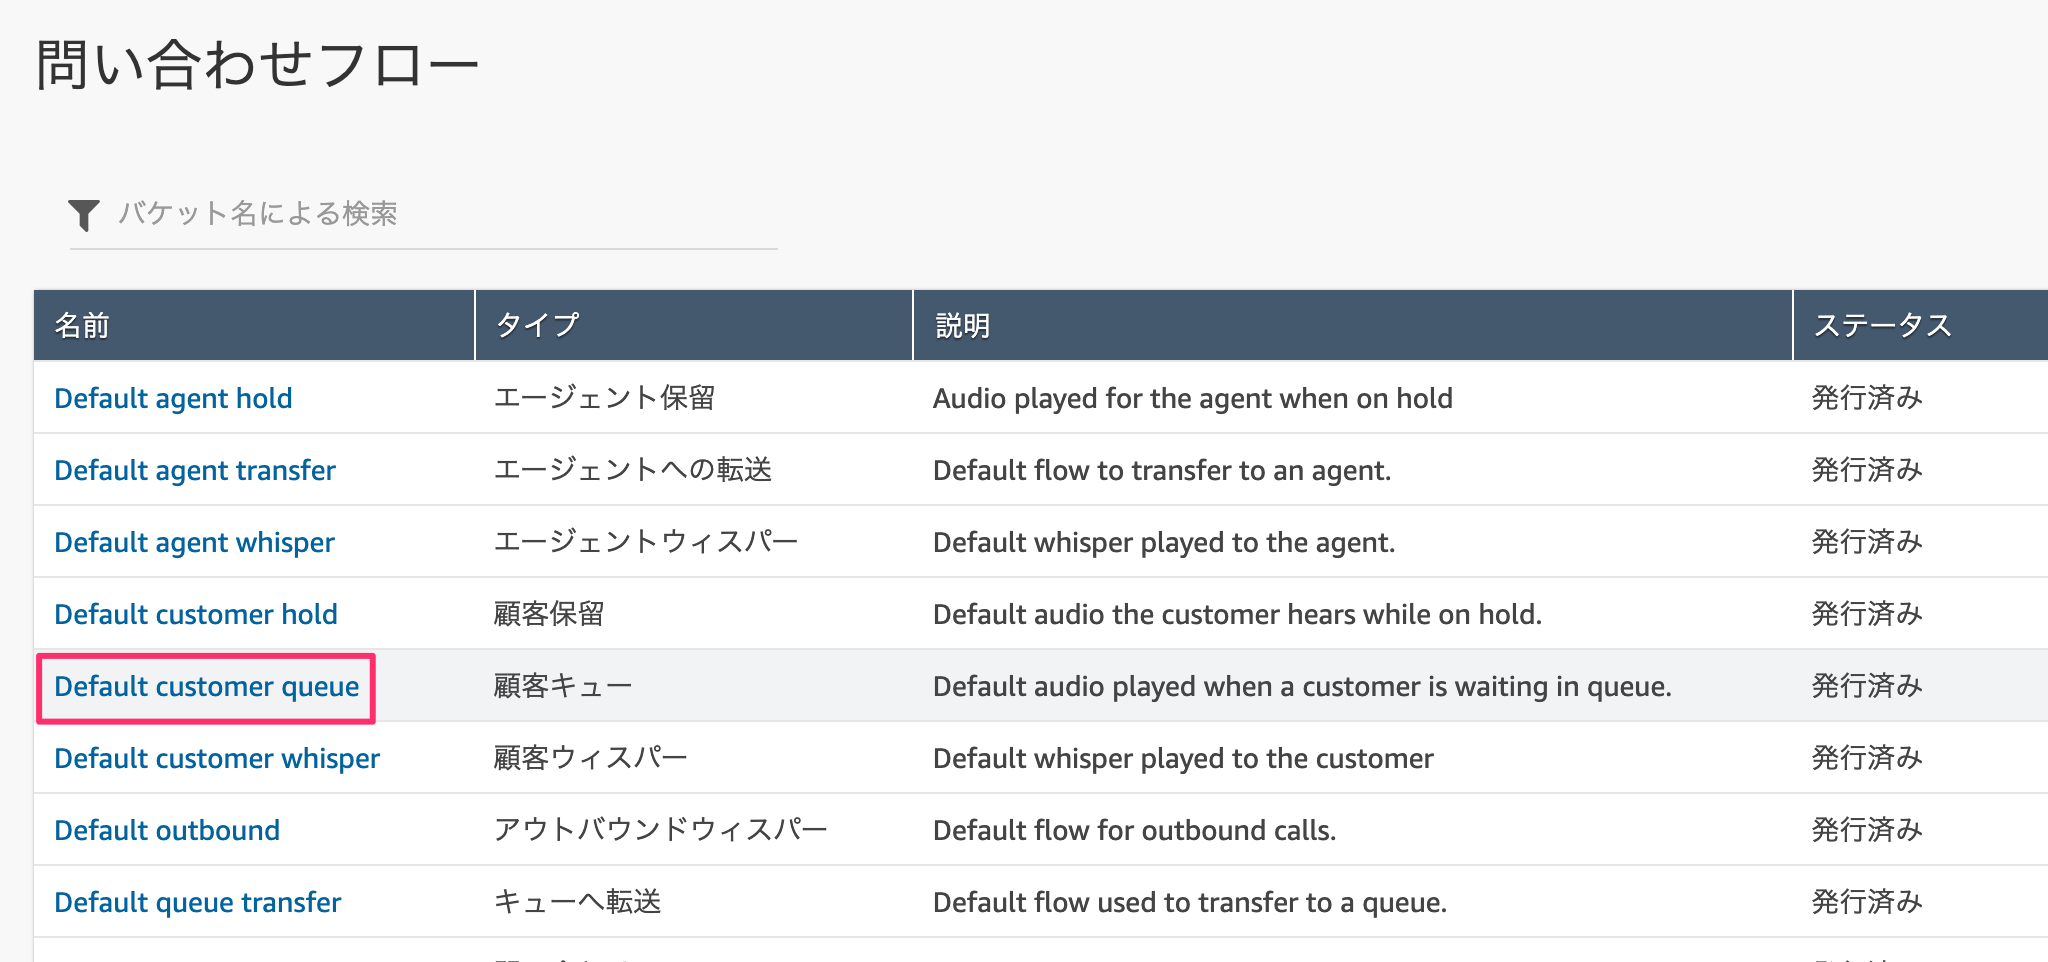 問い合わせフロー
バケット名による検索
名前 タイプ 説明 ステータス
Default agent hold エージェント保留 Audio played for the agent when on hold 発行済み
Default agent transfer エージェントへの転送 Default flow to transfer to an agent. 発行済み
Default agent whisper エージェントウィスパー Default whisper played to the agent. 発行済み
Default customer hold 顧客保留 Default audio the customer hears while on hold. 発行済み
Default customer queue 顧客キュー Default audio played when a customer is waiting in queue. 発行済み
Default customer whisper 顧客ウィスパー Default whisper played to the customer 発行済み
Default outbound アウトバウンドウィスパー Default flow for outbound calls. 発行済み
Default queue transfer キューへ転送 Default flow used to transfer to a queue. 発行済み